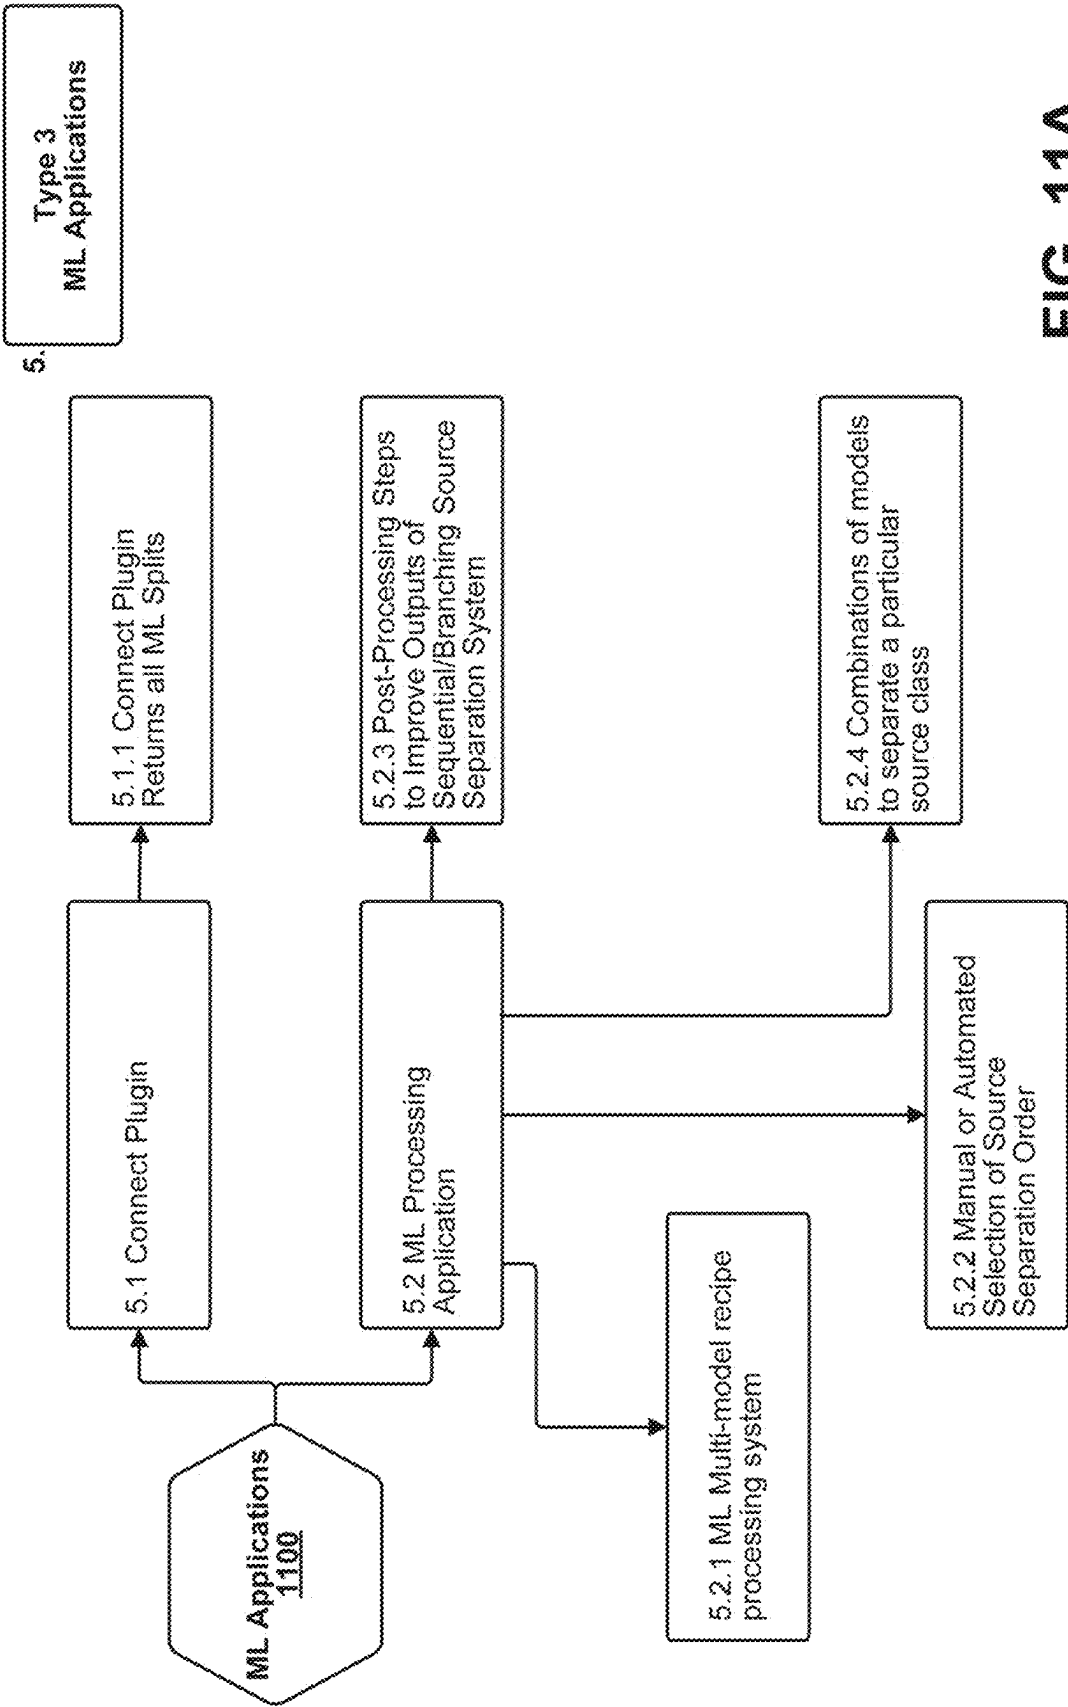 5.
Type 3
ML Applications
ML Applications
1100
5.1 Connect Plugin
5.1.1 Connect Plugin
Returns all ML Splits
5.2 ML Processing
Application
5.2.3 Post-Processing Steps
to Improve Outputs of
Sequential/Branching Source
Separation System
5.2.1 ML Multi-model recipe
processing system
5.2.4 Combinations of models
to separate a particular
source class
5.2.2 Manual or Automated
Selection of Source
Separation Order
FIG. 11A